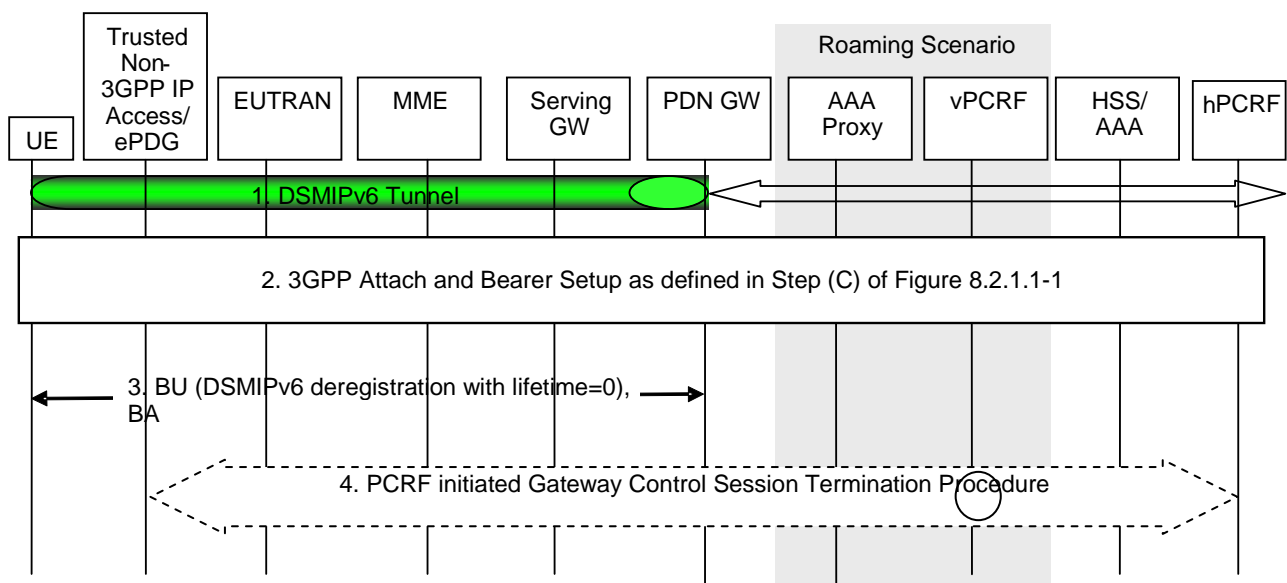 Roaming Scenario
UE
Trusted
Non-
3GPP IP
Access/
ePDG
EUTRAN
MME
Serving
GW
PDN GW
AAA
Proxy
vPCRF
HSS/
AAA
hPCRF
1. DSMIPv6 Tunnel
2. 3GPP Attach and Bearer Setup as defined in Step (C) of Figure 8.2.1.1-1
3. BU (DSMIPv6 deregistration with lifetime=0),
BA
4. PCRF initiated Gateway Control Session Termination Procedure